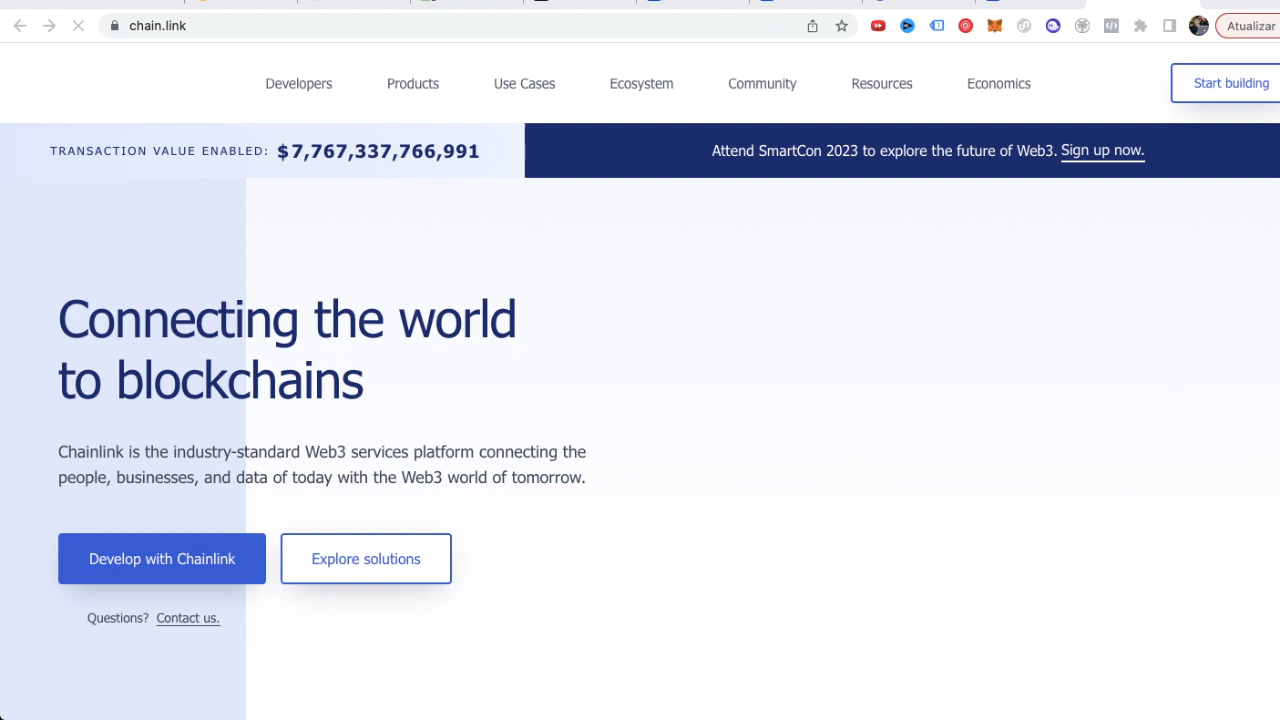 chain.link
Atualizar
Developers Products Use Cases Ecosystem Community Resources Economics Start building
TRANSACTION VALUE ENABLED: $7,767,337,766,991 Attend SmartCon 2023 to explore the future of Web3. Sign up now.
Connecting the world
to blockchains
Chainlink is the industry-standard Web3 services platform connecting the
people, businesses, and data of today with the Web3 world of tomorrow.
Develop with Chainlink Explore solutions
Questions? Contact us.